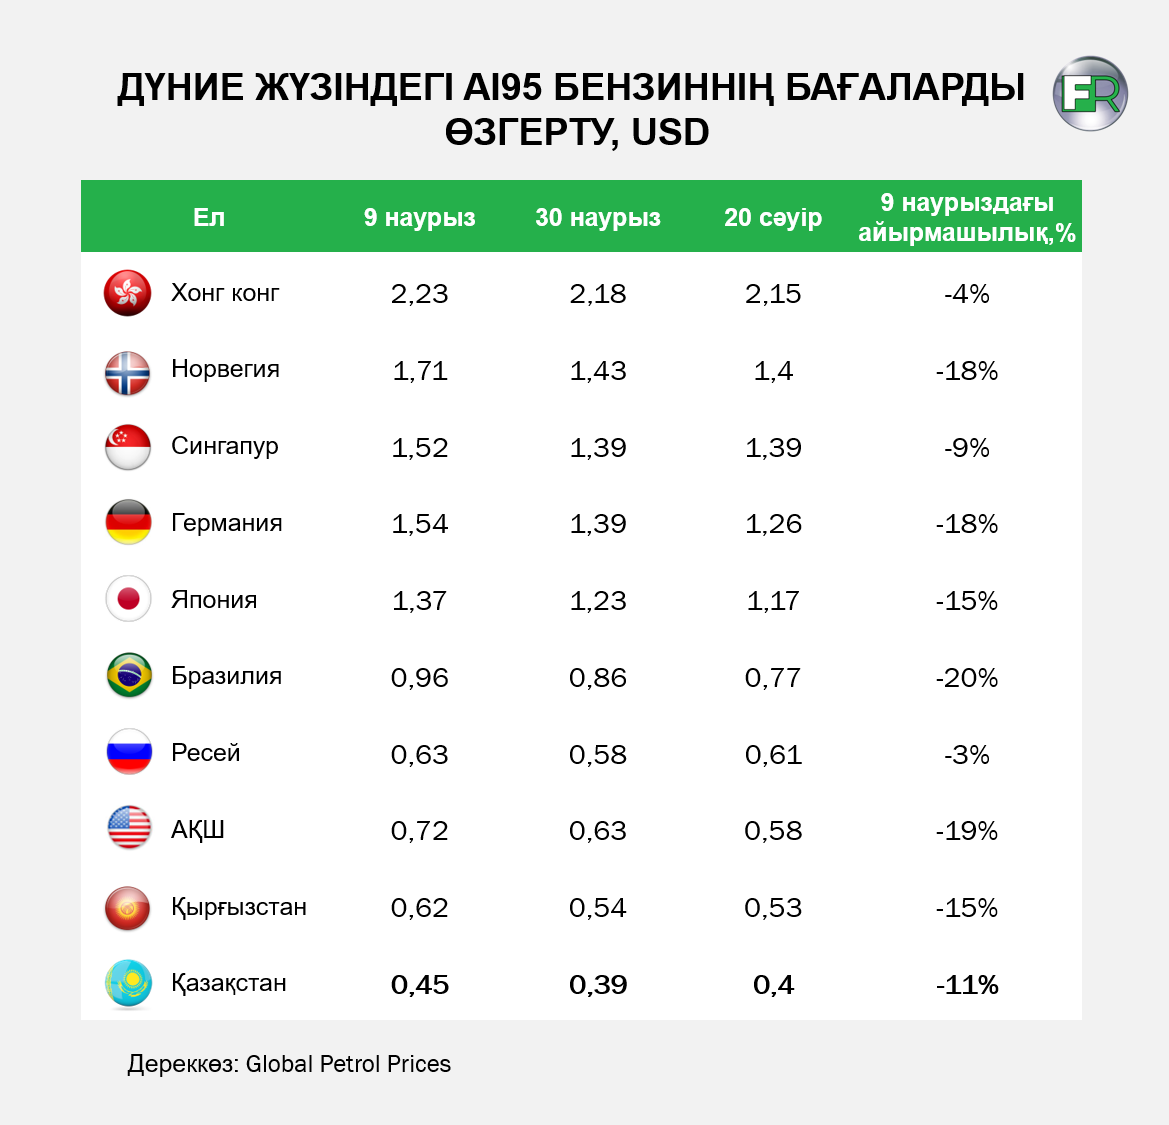 ДҮНИЕ ЖҮЗІНДЕГІ АІ95 БЕНЗИННІҢ БАҒАЛАРДЫ
ӨЗГЕРТУ, USD
FR
Ел 9 наурыз 30 наурыз 20 сәуір 9 наурыздағы айырмашылық,%
Хонг конг 2,23 2,18 2,15 -4%
Норвегия 1,71 1,43 1,4 -18%
Сингапур 1,52 1,39 1,39 -9%
Германия 1,54 1,39 1,26 -18%
Япония 1,37 1,23 1,17 -15%
Бразилия 0,96 0,86 0,77 -20%
Ресей 0,63 0,58 0,61 -3%
АҚШ 0,72 0,63 0,58 -19%
Қырғызстан 0,62 0,54 0,53 -15%
Қазақстан 0,45 0,39 0,4 -11%
Дереккөз: Global Petrol Prices